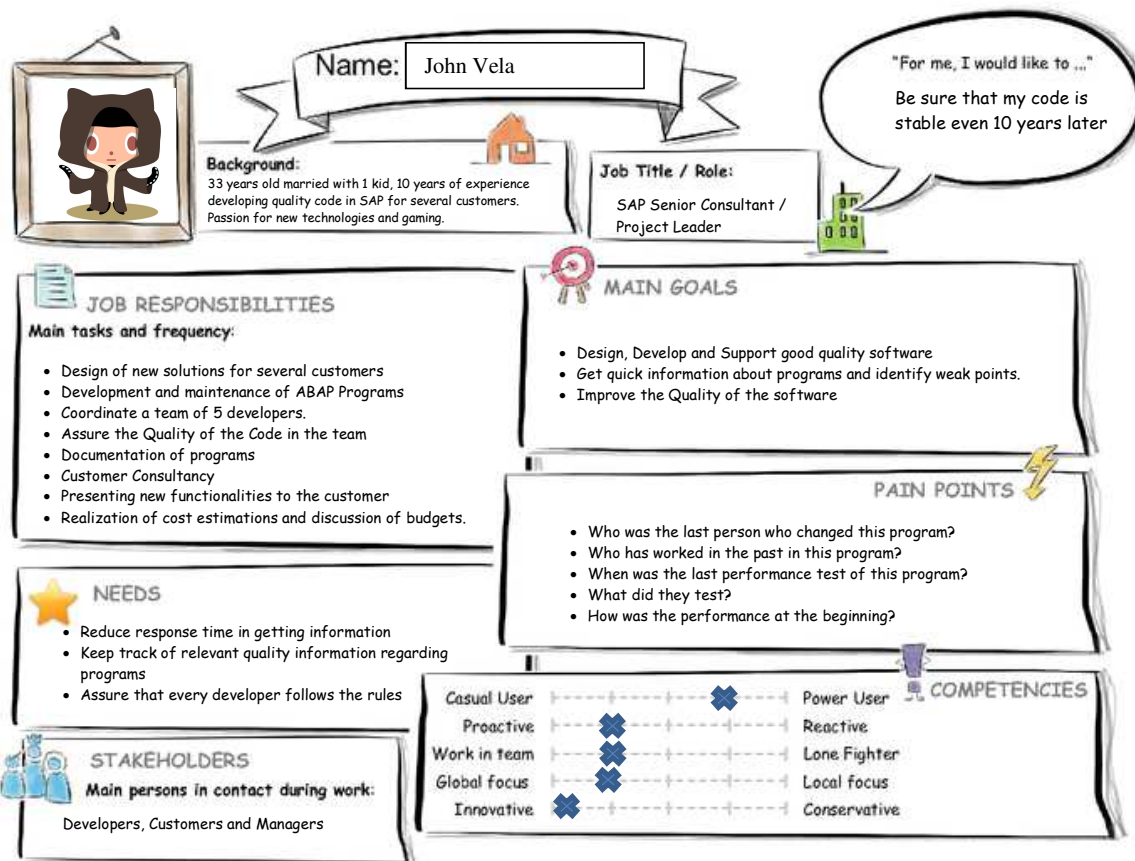 Name: John Vela
"For me, I would like to ..."
Be sure that my code is
stable even 10 years later
Background:
33 years old married with 1 kid, 10 years of experience
developing quality code in SAP for several customers.
Passion for new technologies and gaming.
Job Title / Role:
SAP Senior Consultant /
Project Leader
JOB RESPONSIBILITIES
Main tasks and frequency:
• Design of new solutions for several customers
• Development and maintenance of ABAP Programs
• Coordinate a team of 5 developers.
• Assure the Quality of the Code in the team
• Documentation of programs
• Customer Consultancy
• Presenting new functionalities to the customer
• Realization of cost estimations and discussion of budgets.
MAIN GOALS
• Design, Develop and Support good quality software
• Get quick information about programs and identify weak points.
• Improve the Quality of the software
PAIN POINTS
• Who was the last person who changed this program?
• Who has worked in the past in this program?
• When was the last performance test of this program?
• What did they test?
• How was the performance at the beginning?
NEEDS
• Reduce response time in getting information
• Keep track of relevant quality information regarding
programs
• Assure that every developer follows the rules
STAKEHOLDERS
Main persons in contact during work:
Developers, Customers and Managers
COMPETENCIES
Casual User Power User
Proactive Reactive
Work in team Lone Fighter
Global focus Local focus
Innovative Conservative